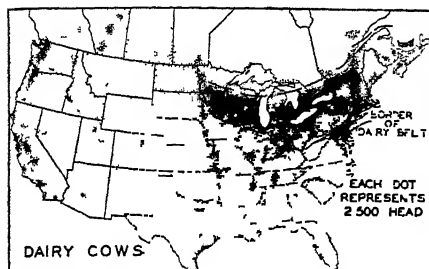 BORDER
OF
DAIRY BELT
EACH DOT
REPRESENTS
2 500 HEAD
DAIRY COWS